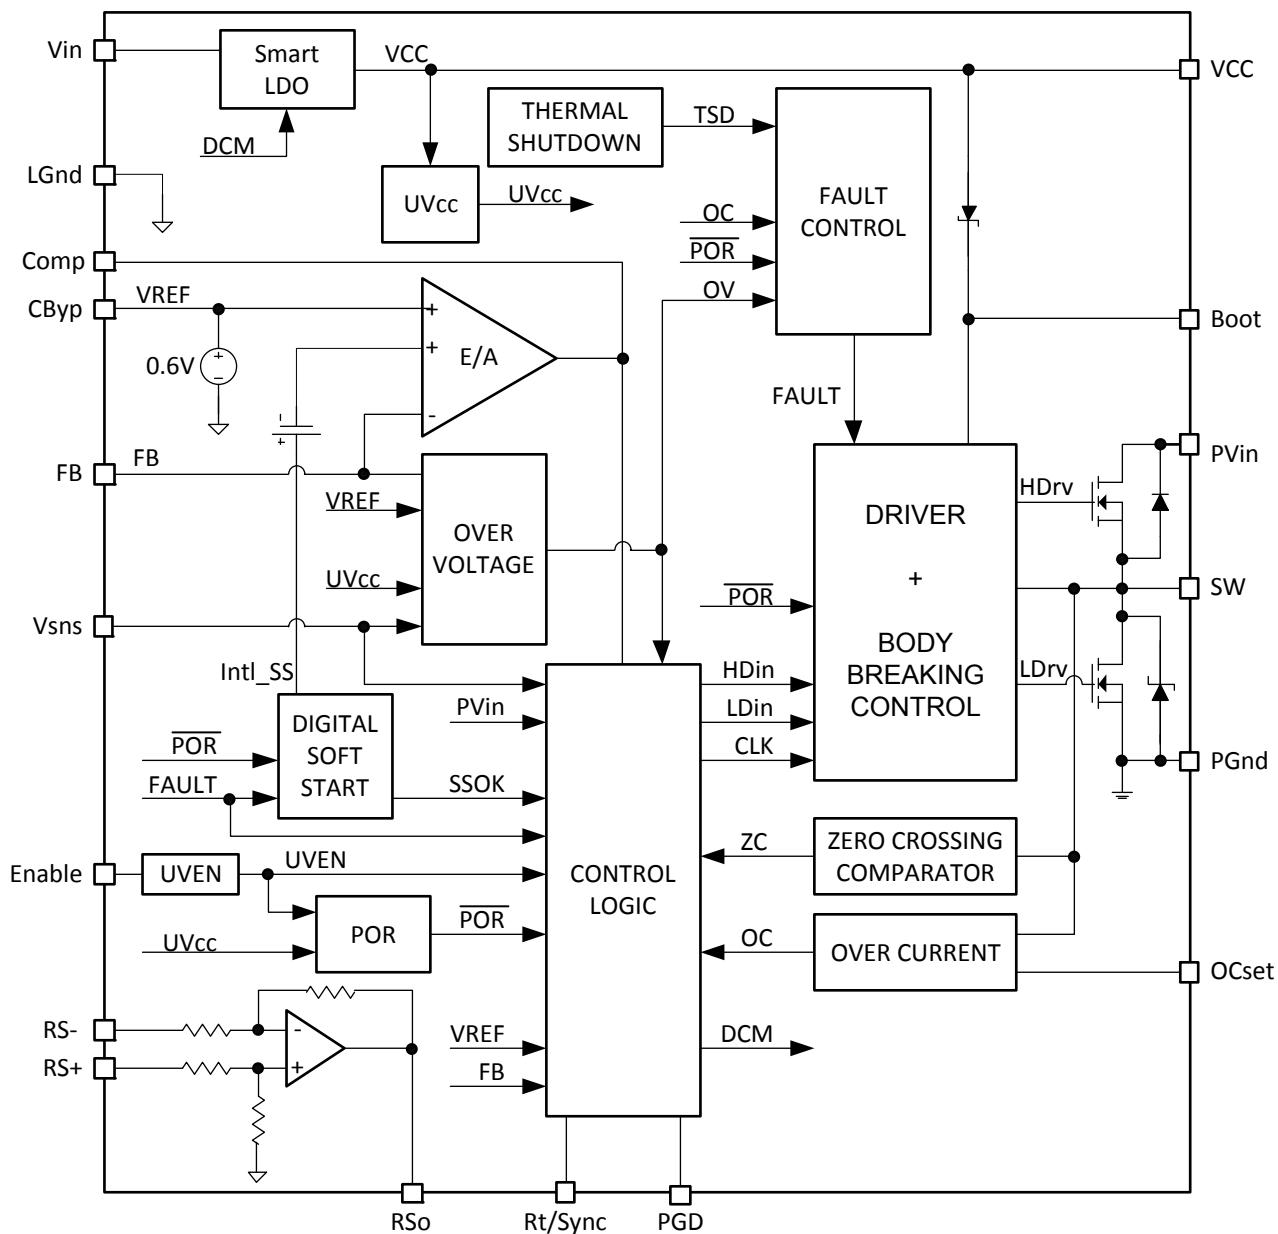 Vin
Smart
LDO
VCC
VCC
DCM
THERMAL
SHUTDOWN
TSD
LGnd
UVcc
UVcc
OC
POR
OV
FAULT
CONTROL
Comp
CByp
VREF
+
+
-
E/A
0.6V
+
-
-
+
Boot
FAULT
FB
FB
VREF
OVER
VOLTAGE
UVcc
DRIVER
+
BODY
BREAKING
CONTROL
HDrv
PVin
POR
SW
Vsns
Intl_SS
HDin
LDin
CLK
LDrv
PVin
DIGITAL
SOFT
START
POR
FAULT
SSOK
PGnd
Enable
UVEN
UVEN
CONTROL
LOGIC
ZC
ZERO CROSSING
COMPARATOR
UVcc
POR
POR
OC
OVER CURRENT
OCset
RS-
RS+
-
+
VREF
FB
DCM
RSo
Rt/Sync
PGD